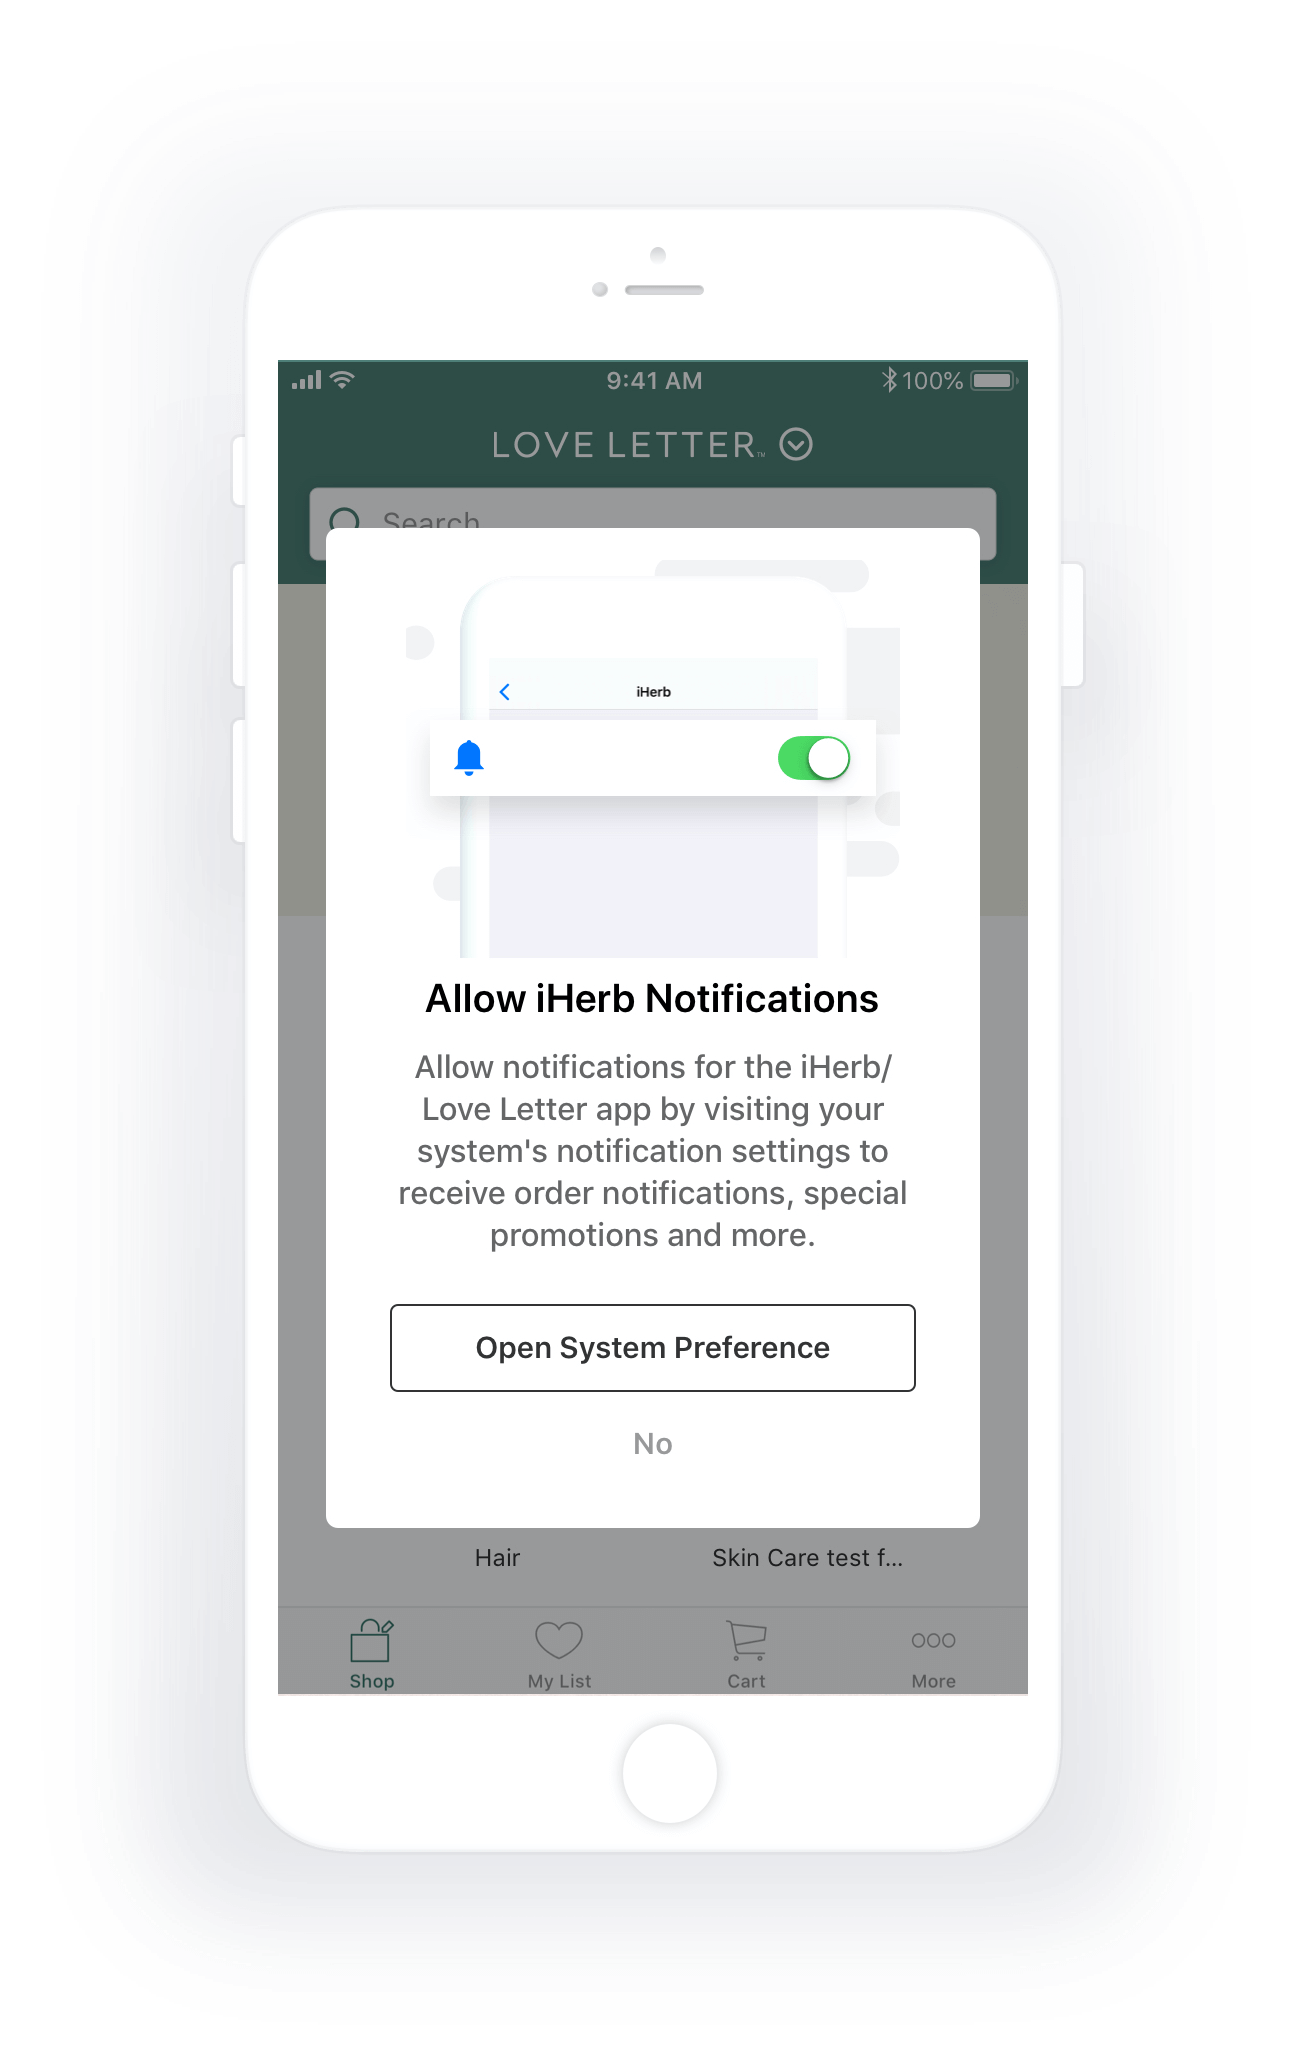 9:41 AM
100%
LOVE LETTER™
Search
iHerb
Allow iHerb Notifications
Allow notifications for the iHerb/
Love Letter app by visiting your
system's notification settings to
receive order notifications, special
promotions and more.
Open System Preference
No
Hair
Skin Care test f...
Shop
My List
Cart
More